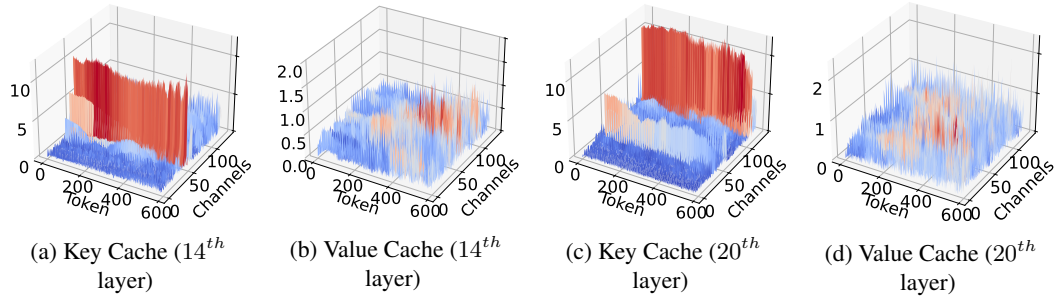 10
5
0
0
200
400
600
Token
0
50
100
Channels
2.0
1.5
1.0
0.5
0.0
0
200
400
600
Token
0
50
100
Channels
10
5
0
0
200
400
600
Token
0
50
100
Channels
2
1
0
0
200
400
600
Token
0
50
100
Channels
(a) Key Cache (14th
layer)
(b) Value Cache (14th
layer)
(c) Key Cache (20th
layer)
(d) Value Cache (20th
layer)